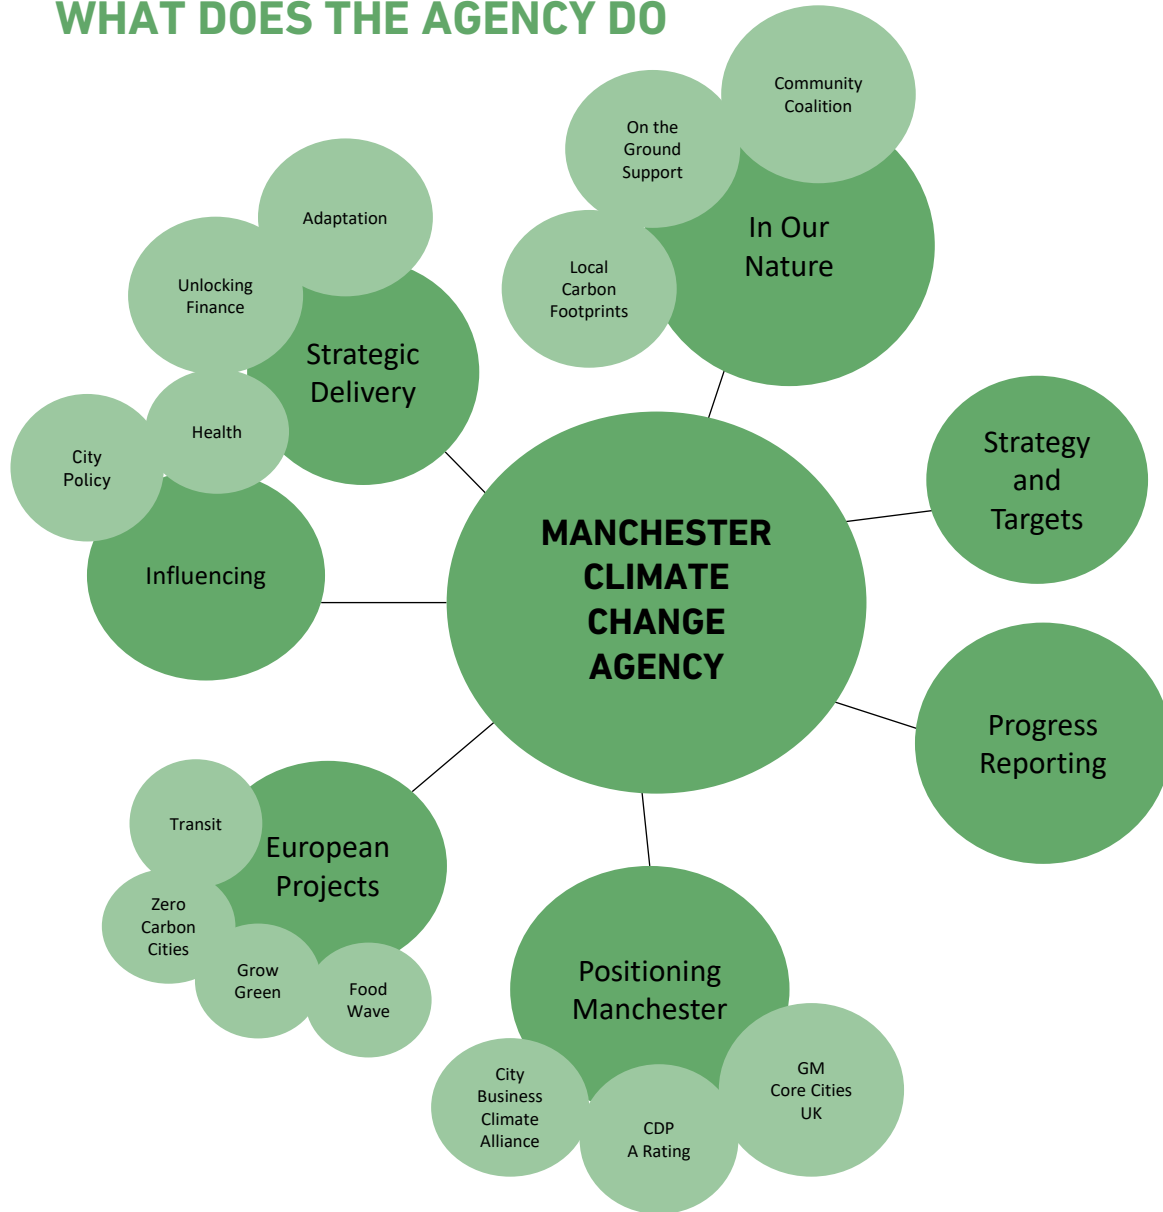 WHAT DOES THE AGENCY DO
Community
Coalition
On the
Ground
Support
Local
Carbon
Footprints
In Our
Nature
Adaptation
Unlocking
Finance
Strategic
Delivery
Health
City
Policy
Influencing
MANCHESTER
CLIMATE
CHANGE
AGENCY
Strategy
and
Targets
Progress
Reporting
Transit
European
Projects
Zero
Carbon
Cities
Grow
Green
Food
Wave
Positioning
Manchester
City
Business
Climate
Alliance
CDP
A Rating
GM
Core Cities
UK